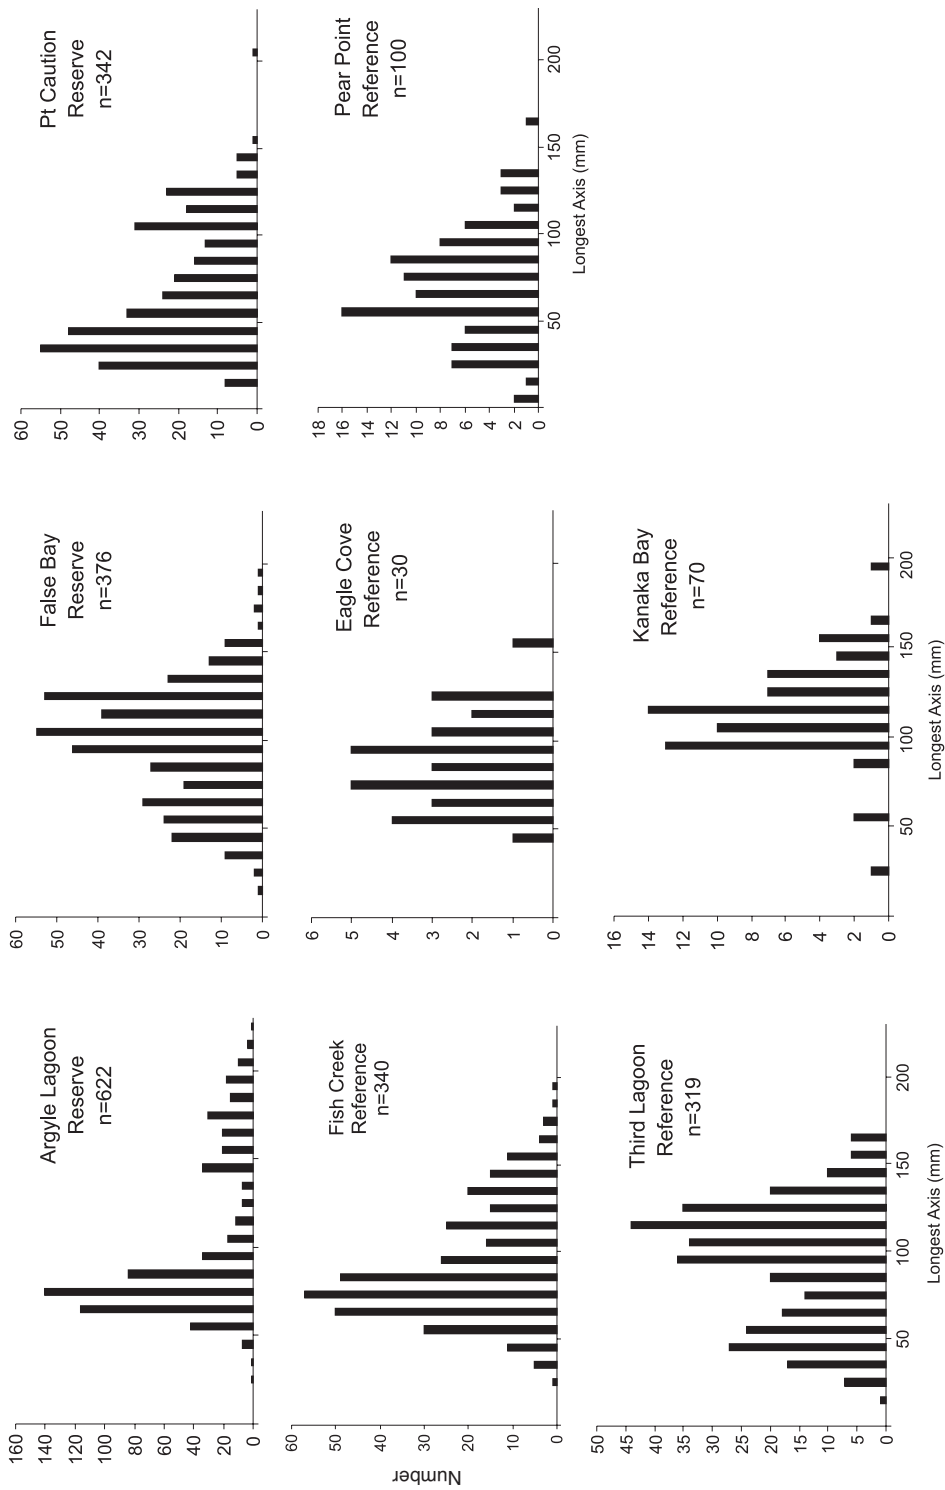 Argyle Lagoon
Reserve
n=622
160
140
120
100
80
60
40
20
0
False Bay
Reserve
n=376
60
50
40
30
20
10
0
Pt Caution
Reserve
n=342
60
50
40
30
20
10
0
Number
Fish Creek
Reference
n=340
60
50
40
30
20
10
0
Eagle Cove
Reference
n=30
6
5
4
3
2
1
0
Pear Point
Reference
n=100
18
16
14
12
10
8
6
4
2
0
50 100 150 200
Longest Axis (mm)
Third Lagoon
Reference
n=319
50
45
40
35
30
25
20
15
10
5
0
50 100 150 200
Longest Axis (mm)
Kanaka Bay
Reference
n=70
16
14
12
10
8
6
4
2
0
50 100 150 200
Longest Axis (mm)